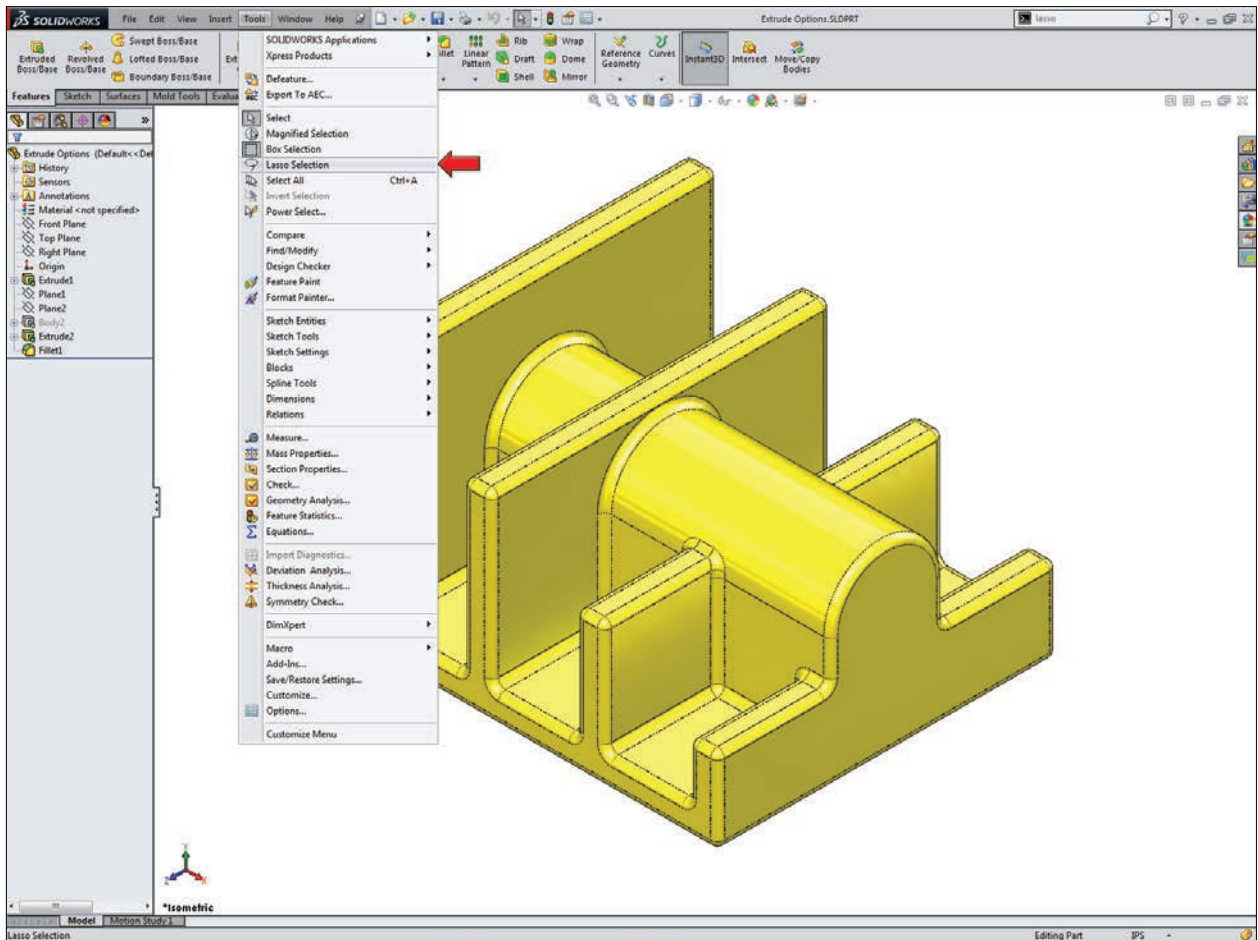 SOLIDWORKS File Edit View Insert Tools Window Help Extrude Options.SLDPRT lasso
Extruded Boss/Base
Revolved Boss/Base
Swept Boss/Base
Lofted Boss/Base
Boundary Boss/Base
Linear Pattern
Rib
Draft
Shell
Wrap
Dome
Mirror
Reference Geometry
Curves
Instant3D
Intersect
Move/Copy Bodies
Features Sketch Surfaces Mold Tools Evalua
Extrude Options (Default<<De
History
Sensors
Annotations
Material <not specified>
Front Plane
Top Plane
Right Plane
Origin
Extrude1
Plane1
Plane2
Body2
Extrude2
Fillet1
SOLIDWORKS Applications
Xpress Products
Defeature...
Export To AEC...
Select
Magnified Selection
Box Selection
Lasso Selection
Select All Ctrl+A
Invert Selection
Power Select...
Compare
Find/Modify
Design Checker
Feature Paint
Format Painter...
Sketch Entities
Sketch Tools
Sketch Settings
Blocks
Spline Tools
Dimensions
Relations
Measure...
Mass Properties...
Section Properties...
Check...
Geometry Analysis...
Feature Statistics...
Equations...
Import Diagnostics...
Deviation Analysis...
Thickness Analysis...
Symmetry Check...
DimXpert
Macro
Add-Ins...
Save/Restore Settings...
Customize...
Options...
Customize Menu
Y
Z X
*Isometric
Model Motion Study 1
Lasso Selection Editing Part IPS